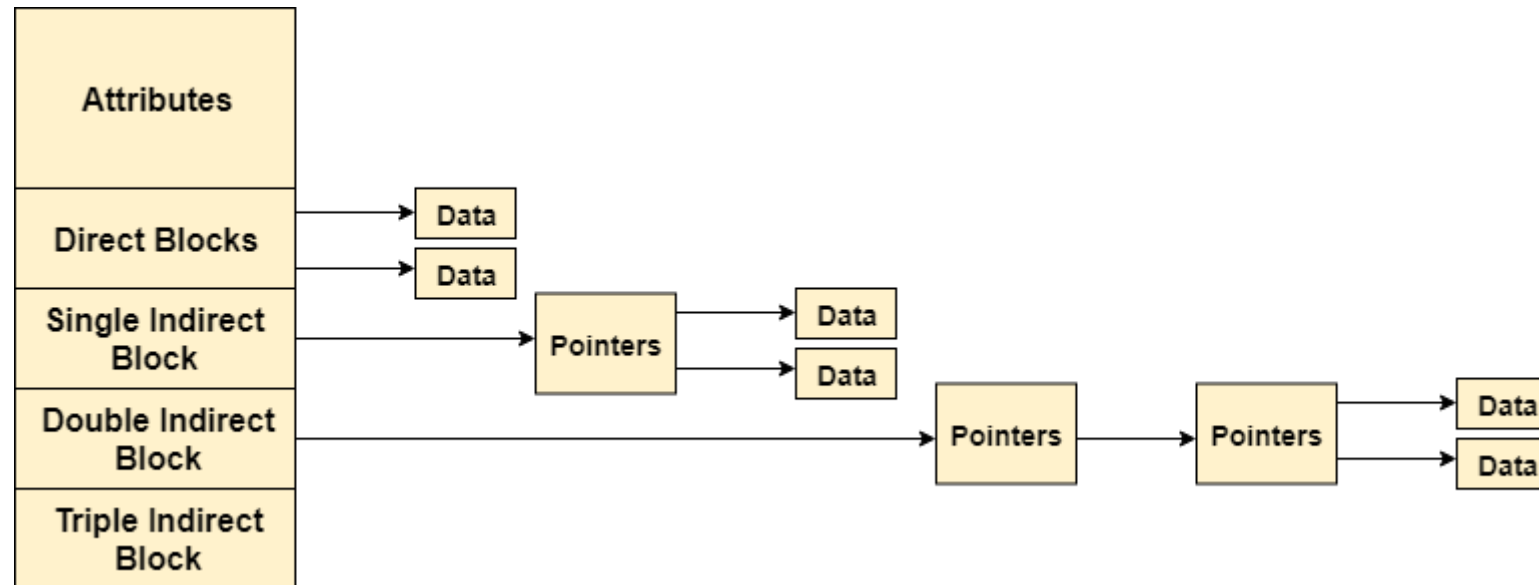 Attributes
Direct Blocks
Data
Data
Single Indirect
Block
Pointers
Data
Data
Double Indirect
Block
Pointers
Pointers
Data
Data
Triple Indirect
Block